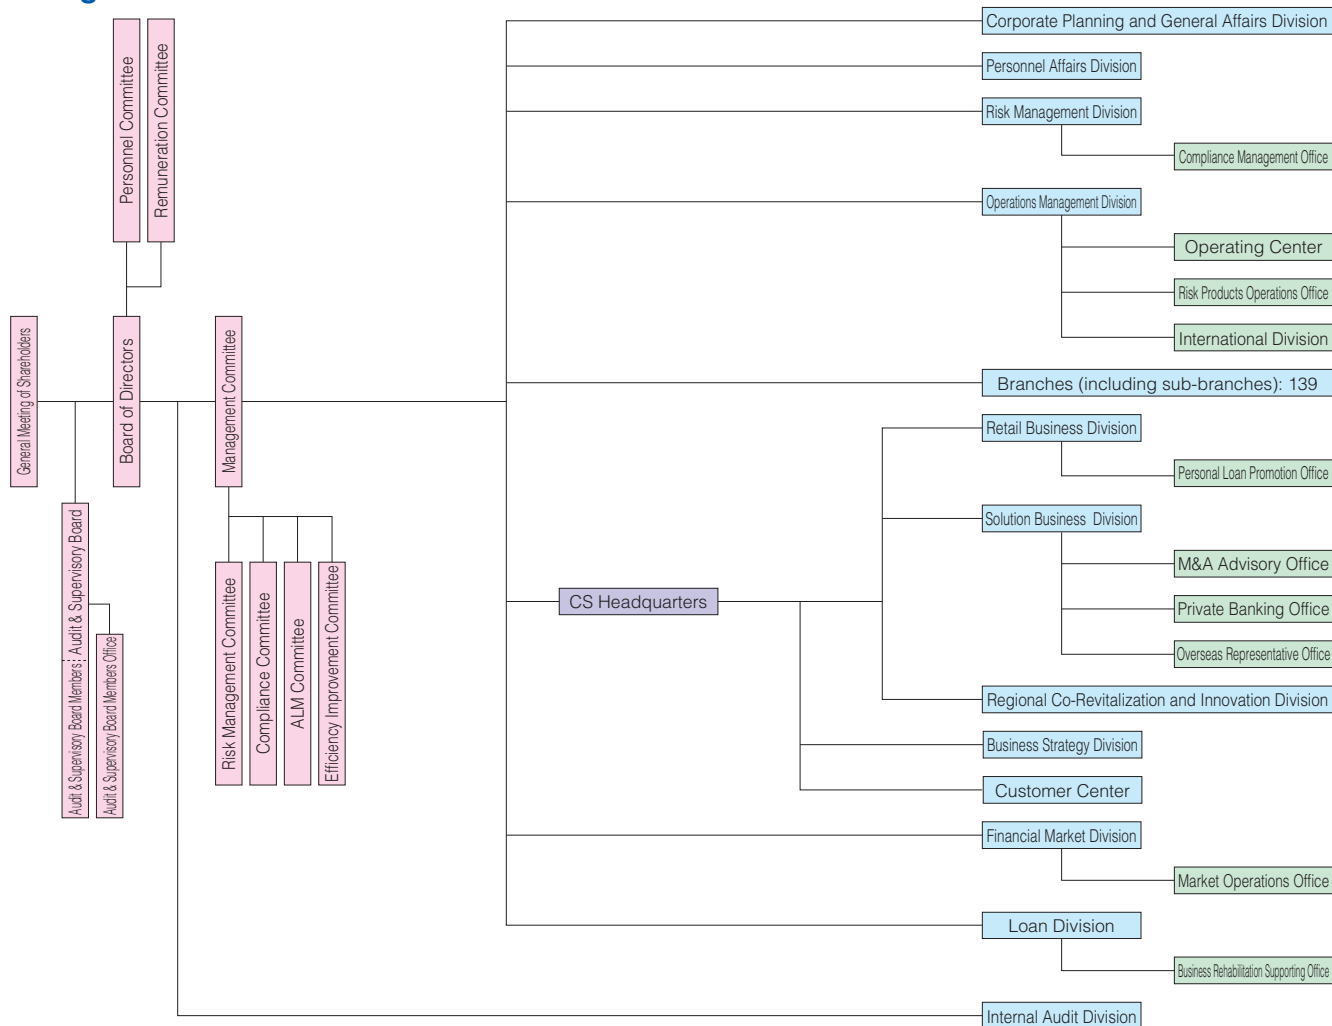 Personnel Committee
Remuneration Committee
General Meeting of Shareholders
Board of Directors
Management Committee
Audit & Supervisory Board Members: Audit & Supervisory Board
Audit & Supervisory Board Members Office
Risk Management Committee
Compliance Committee
ALM Committee
Efficiency Improvement Committee
CS Headquarters
Corporate Planning and General Affairs Division
Personnel Affairs Division
Risk Management Division
Compliance Management Office
Operations Management Division
Operating Center
Risk Products Operations Office
International Division
Branches (including sub-branches): 139
Retail Business Division
Personal Loan Promotion Office
Solution Business Division
M&A Advisory Office
Private Banking Office
Overseas Representative Office
Regional Co-Revitalization and Innovation Division
Business Strategy Division
Customer Center
Financial Market Division
Market Operations Office
Loan Division
Business Rehabilitation Supporting Office
Internal Audit Division